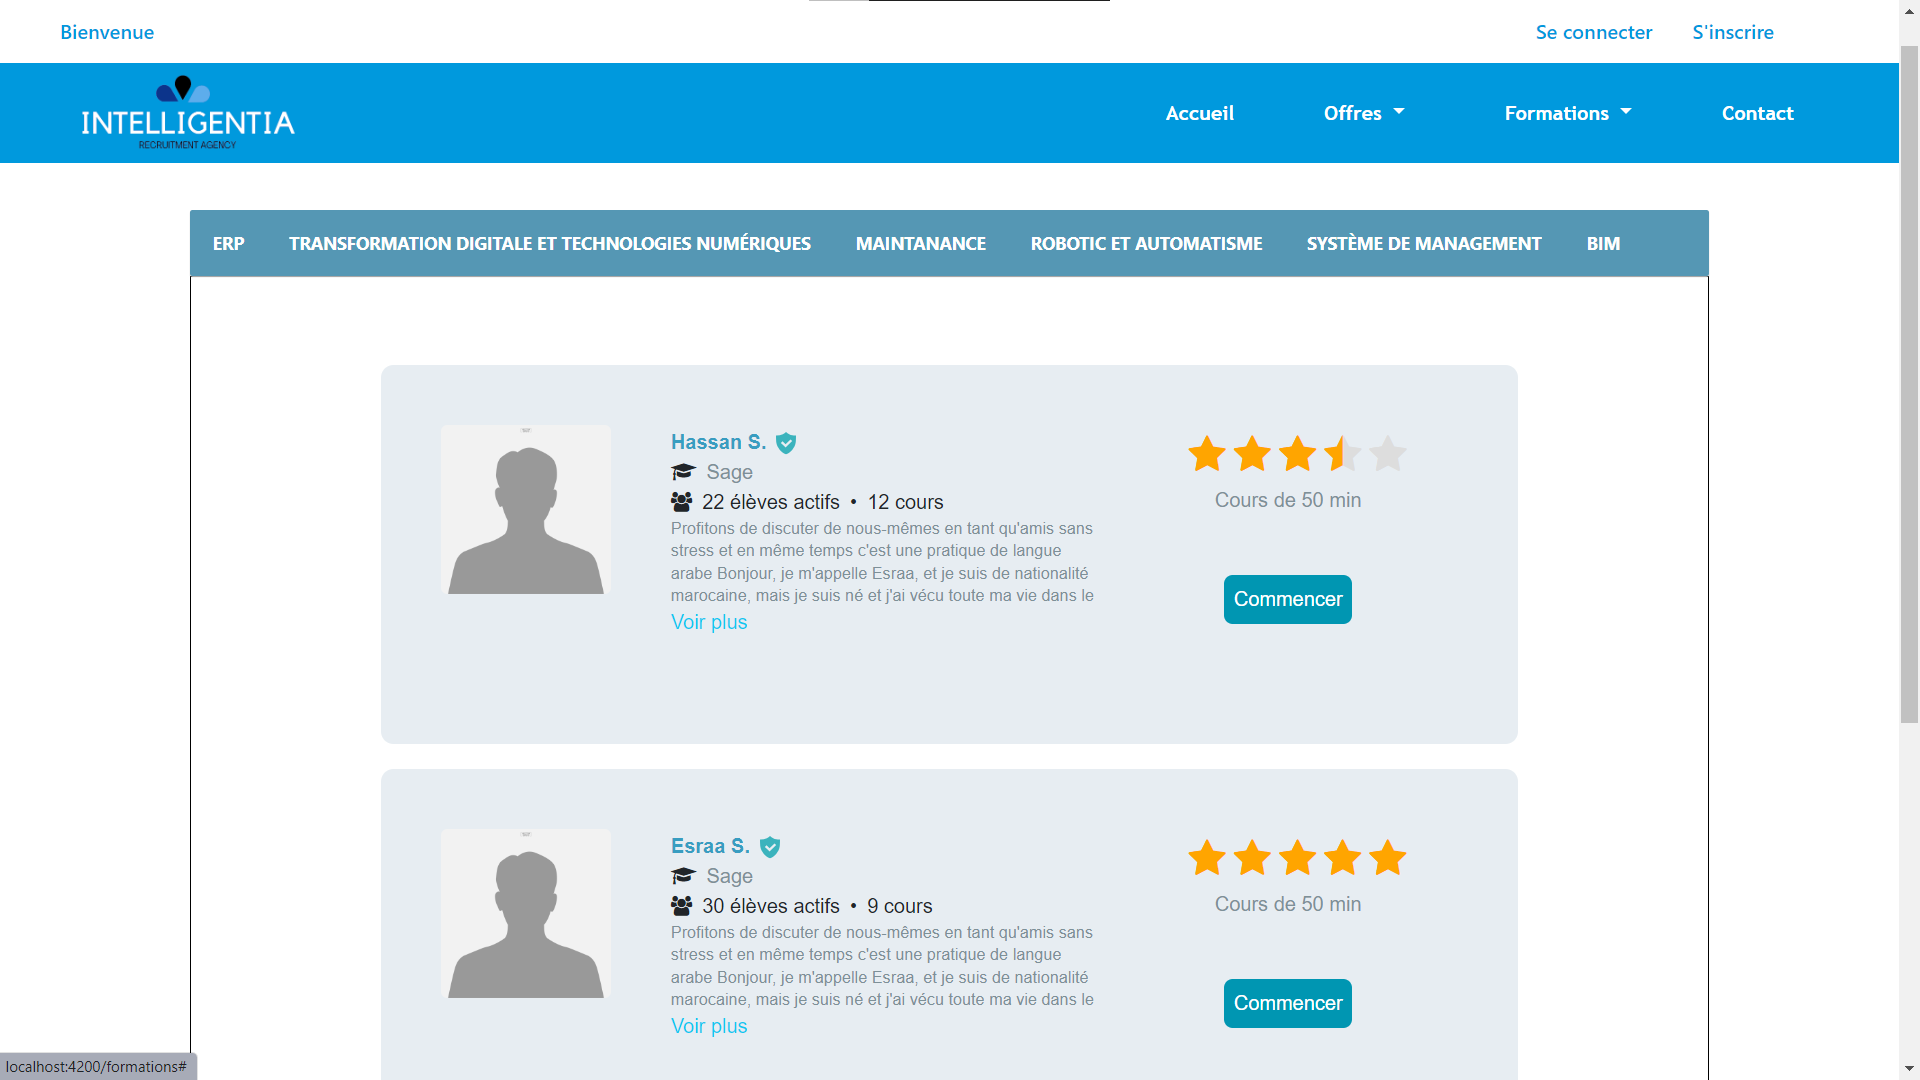 Bienvenue
Se connecter
S'inscrire
INTELLIGENTIA
RECRUITMENT AGENCY
Accueil
Offres
Formations
Contact
ERP
TRANSFORMATION DIGITALE ET TECHNOLOGIES NUMÉRIQUES
MAINTANANCE
ROBOTIC ET AUTOMATISME
SYSTÈME DE MANAGEMENT
BIM
Hassan S.
Sage
22 élèves actifs • 12 cours
Profitons de discuter de nous-mêmes en tant qu'amis sans
stress et en même temps c'est une pratique de langue
arabe Bonjour, je m'appelle Esraa, et je suis de nationalité
marocaine, mais je suis né et j'ai vécu toute ma vie dans le
Voir plus
Cours de 50 min
Commencer
Esraa S.
Sage
30 élèves actifs • 9 cours
Profitons de discuter de nous-mêmes en tant qu'amis sans
stress et en même temps c'est une pratique de langue
arabe Bonjour, je m'appelle Esraa, et je suis de nationalité
marocaine, mais je suis né et j'ai vécu toute ma vie dans le
Voir plus
Cours de 50 min
Commencer
localhost:4200/formations#